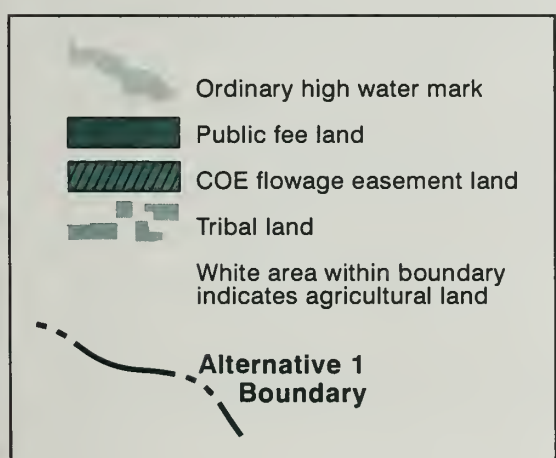 Ordinary high water mark
Public fee land
COE flowage easement land
Tribal land
White area within boundary
indicates agricultural land
Alternative 1
Boundary